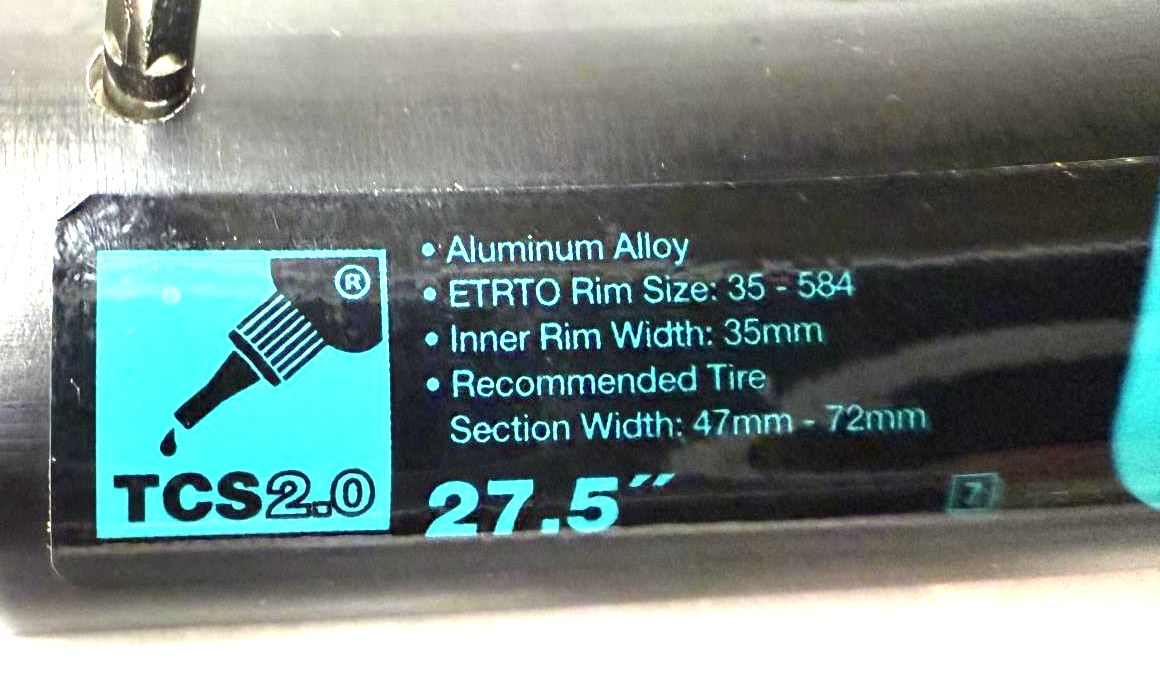 ®
TCS2.0
• Aluminum Alloy
• ETRTO Rim Size: 35 - 584
• Inner Rim Width: 35mm
• Recommended Tire
Section Width: 47mm - 72mm
27.5″